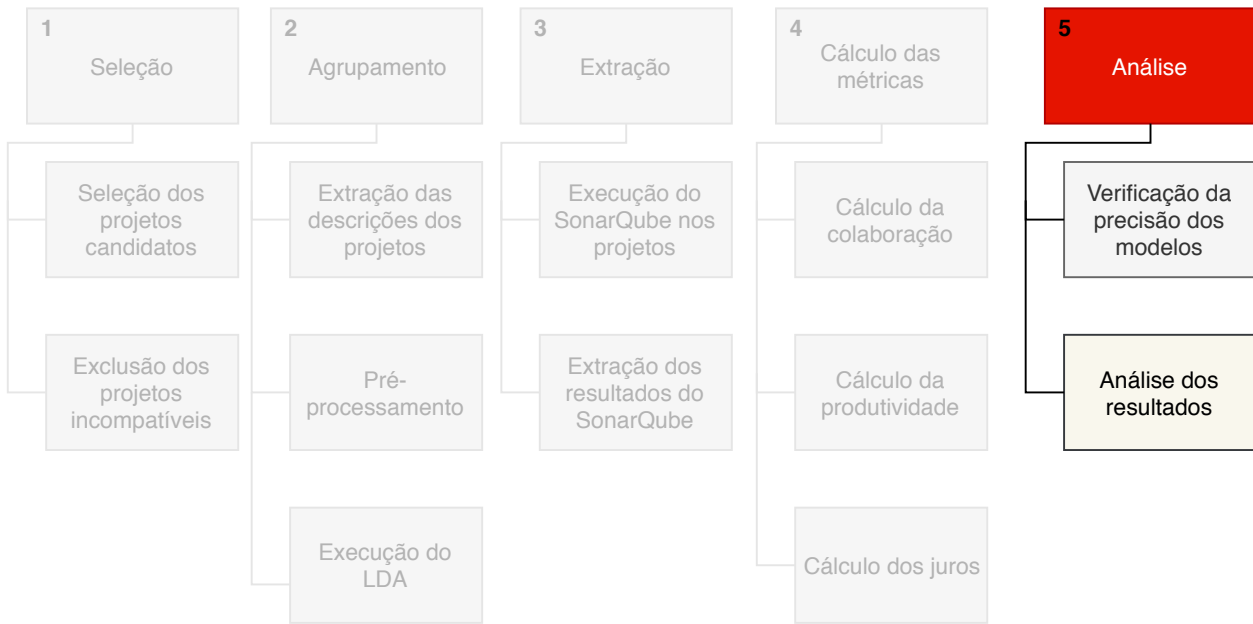 1
Seleção
Seleção dos
projetos
candidatos
Exclusão dos
projetos
incompatíveis
2
Agrupamento
Extração das
descrições dos
projetos
Pré-
processamento
Execução do
LDA
3
Extração
Execução do
SonarQube nos
projetos
Extração dos
resultados do
SonarQube
4
Cálculo das
métricas
Cálculo da
colaboração
Cálculo da
produtividade
Cálculo dos juros
5
Análise
Verificação da
precisão dos
modelos
Análise dos
resultados